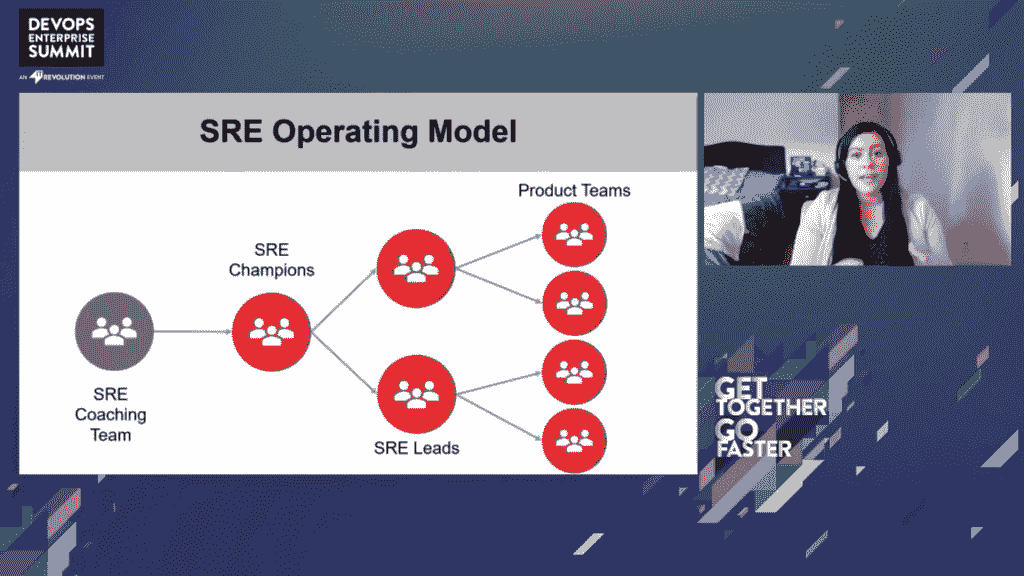 DEVOPS
ENTERPRISE
SUMMIT
AN IT REVOLUTION EVENT
SRE Operating Model
Product Teams
SRE
Champions
SRE
Coaching
Team
SRE Leads
GET
TOGETHER
GO
FASTER